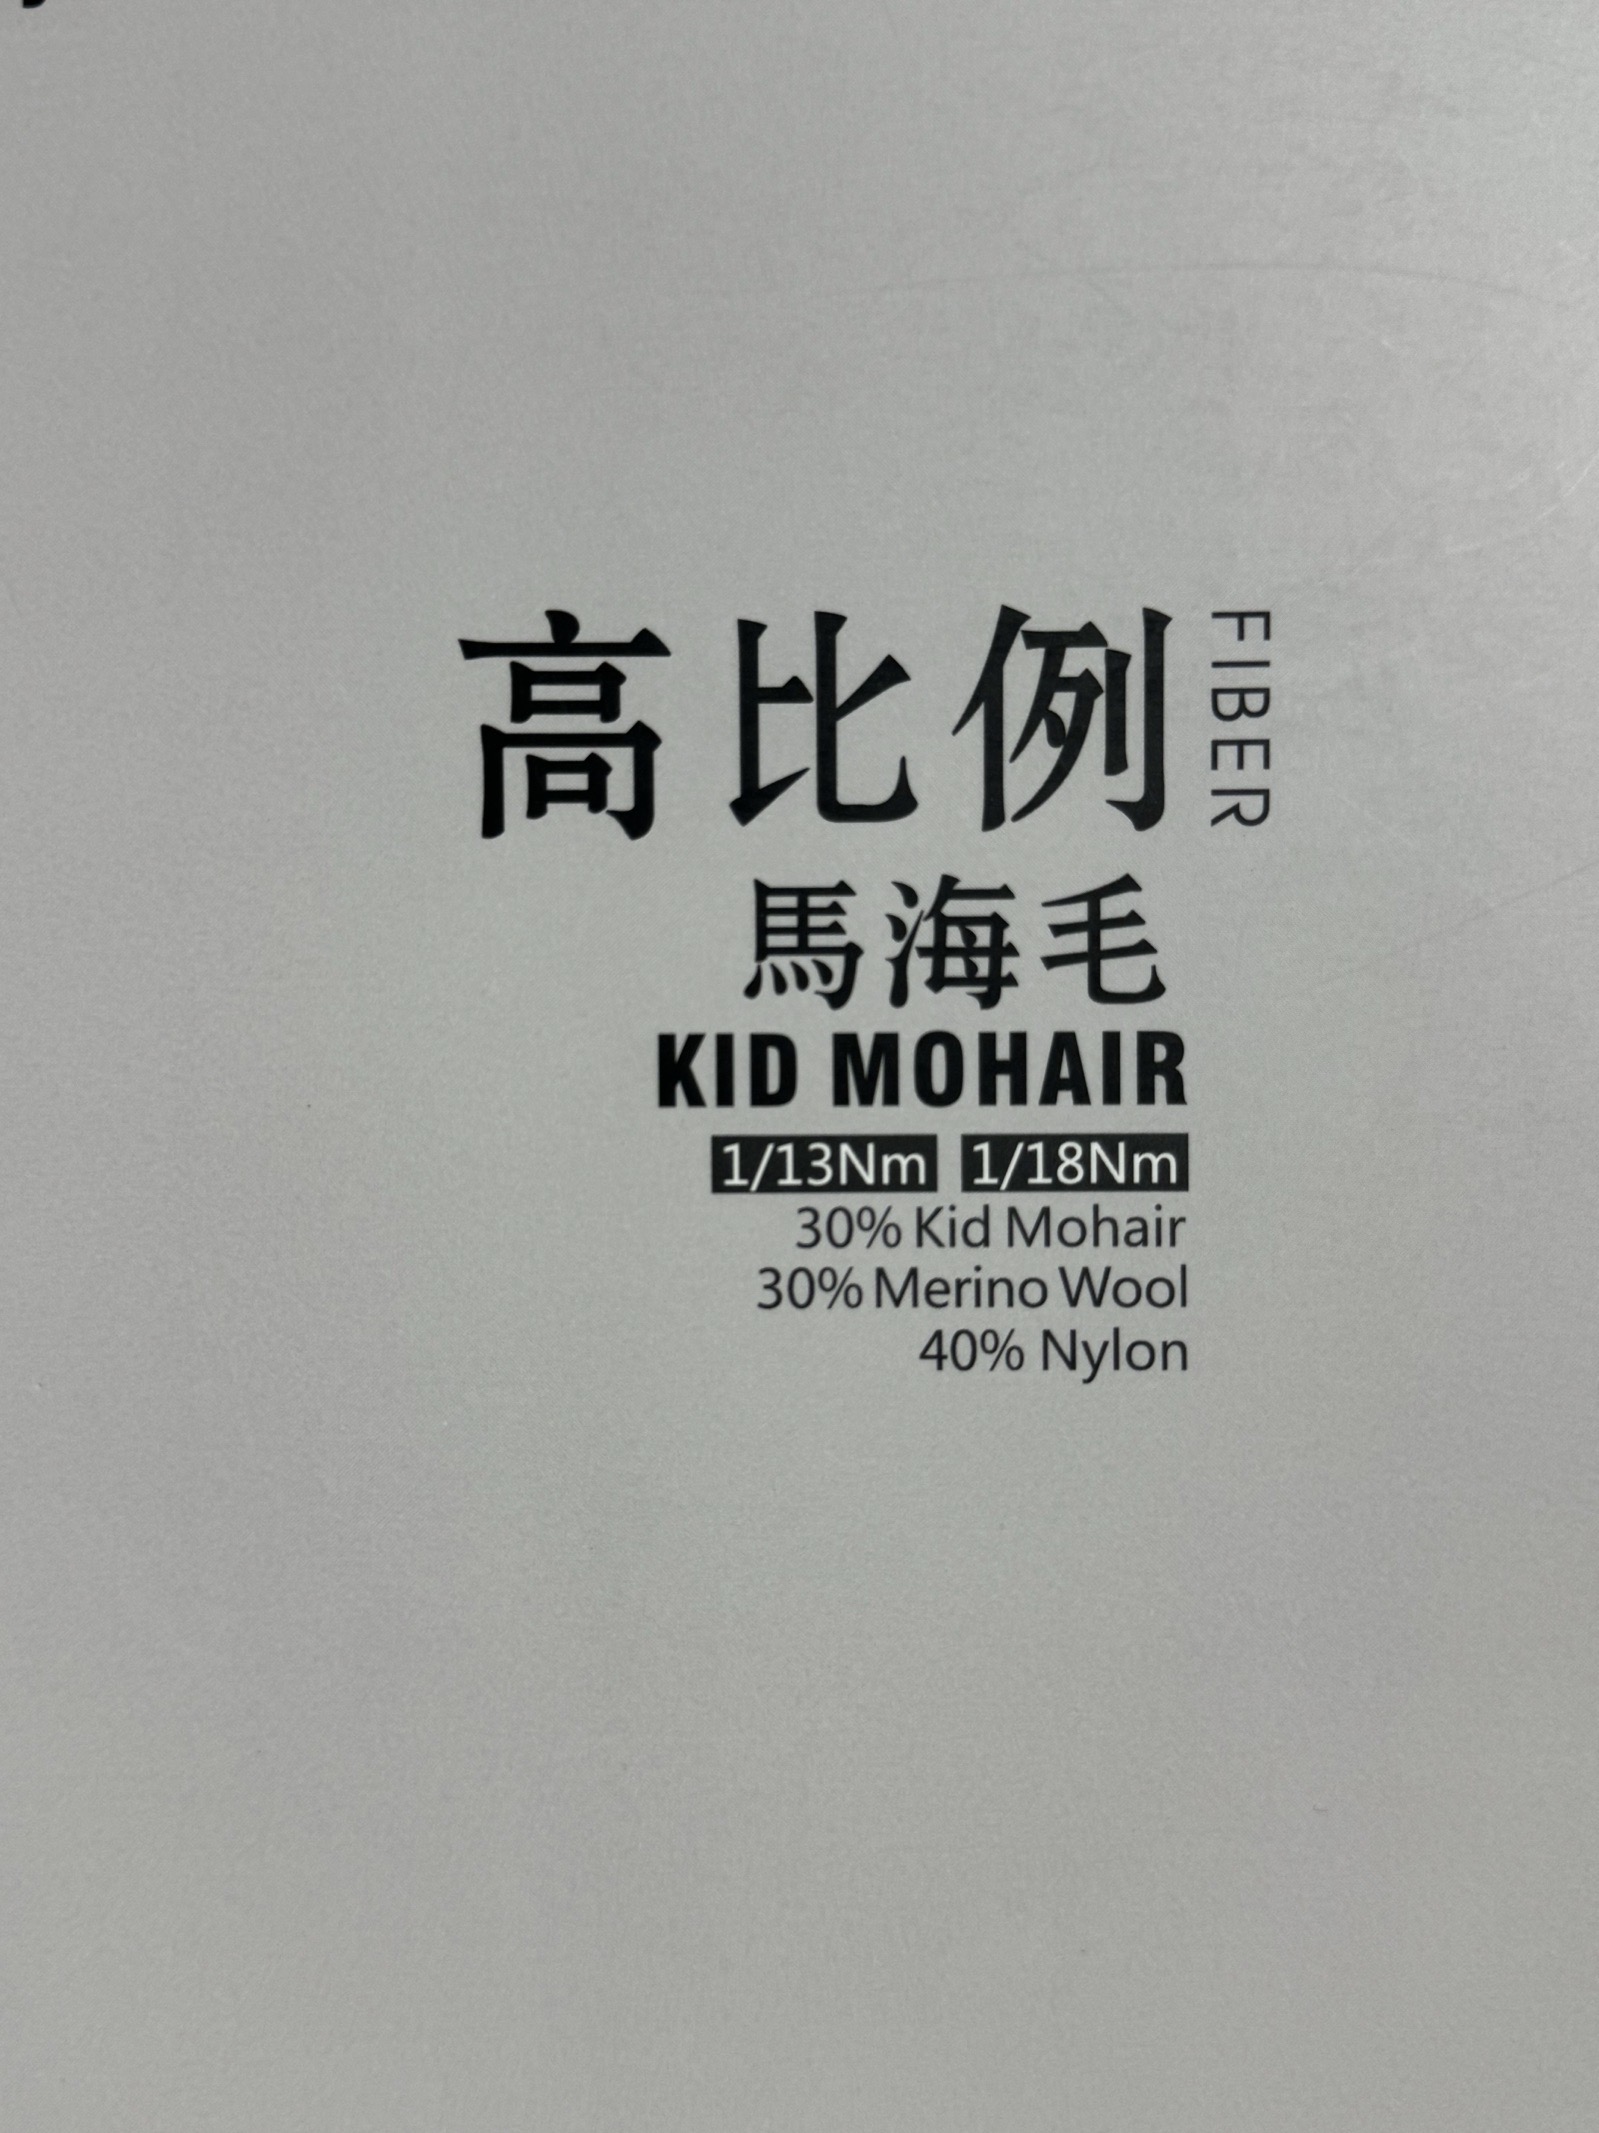 高比例
FIBER
馬海毛
KID MOHAIR
1/13Nm 1/18Nm
30% Kid Mohair
30% Merino Wool
40% Nylon